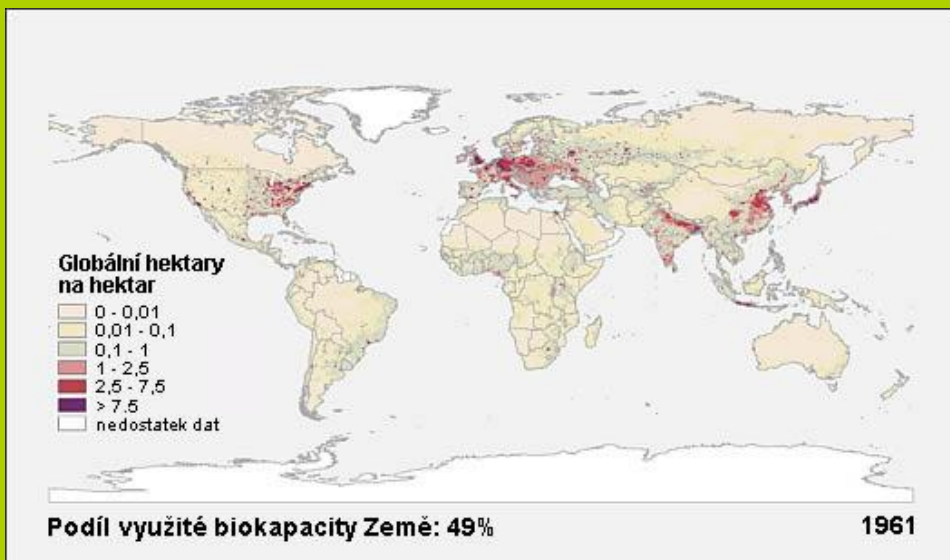 Globální hektary
na hektar
0 - 0,01
0,01 - 0,1
0,1 - 1
1 - 2,5
2,5 - 7,5
> 7.5
nedostatek dat
Podíl využité biokapacity Země: 49%
1961